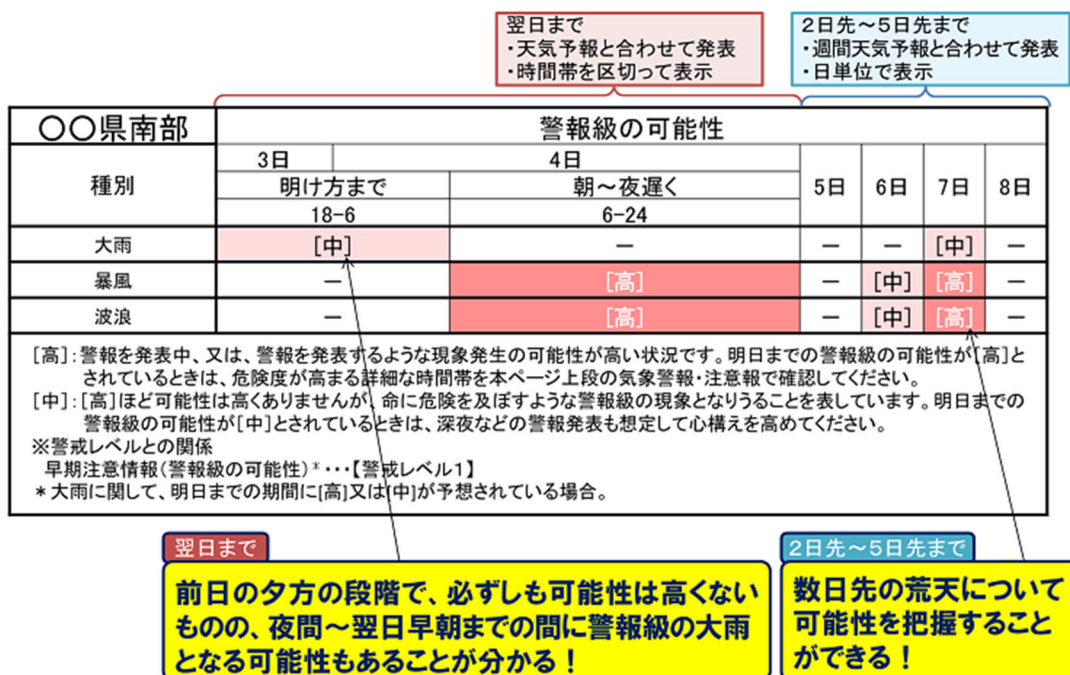 翌日まで
・天気予報と合わせて発表
・時間帯を区切って表示
2日先～5日先まで
・週間天気予報と合わせて発表
・日単位で表示
〇〇県南部 警報級の可能性
種別 3日 4日 5日 6日 7日 8日
明け方まで 朝～夜遅く
18-6 6-24
大雨 [中] － － － [中] －
暴風 － [高] － [中] [高] －
波浪 － [高] － [中] [高] －
[高]：警報を発表中、又は、警報を発表するような現象発生の可能性が高い状況です。明日までの警報級の可能性が[高]と
されているときは、危険度が高まる詳細な時間帯を本ページ上段の気象警報・注意報で確認してください。
[中]：[高]ほど可能性は高くありませんが、命に危険を及ぼすような警報級の現象となりうることを表しています。明日までの
警報級の可能性が[中]とされているときは、深夜などの警報発表も想定して心構えを高めてください。
※警戒レベルとの関係
早期注意情報（警報級の可能性）＊・・・【警戒レベル1】
＊大雨に関して、明日までの期間に[高]又は[中]が予想されている場合。
翌日まで
前日の夕方の段階で、必ずしも可能性は高くない
ものの、夜間～翌日早朝までの間に警報級の大雨
となる可能性もあることが分かる！
2日先～5日先まで
数日先の荒天について
可能性を把握すること
ができる！